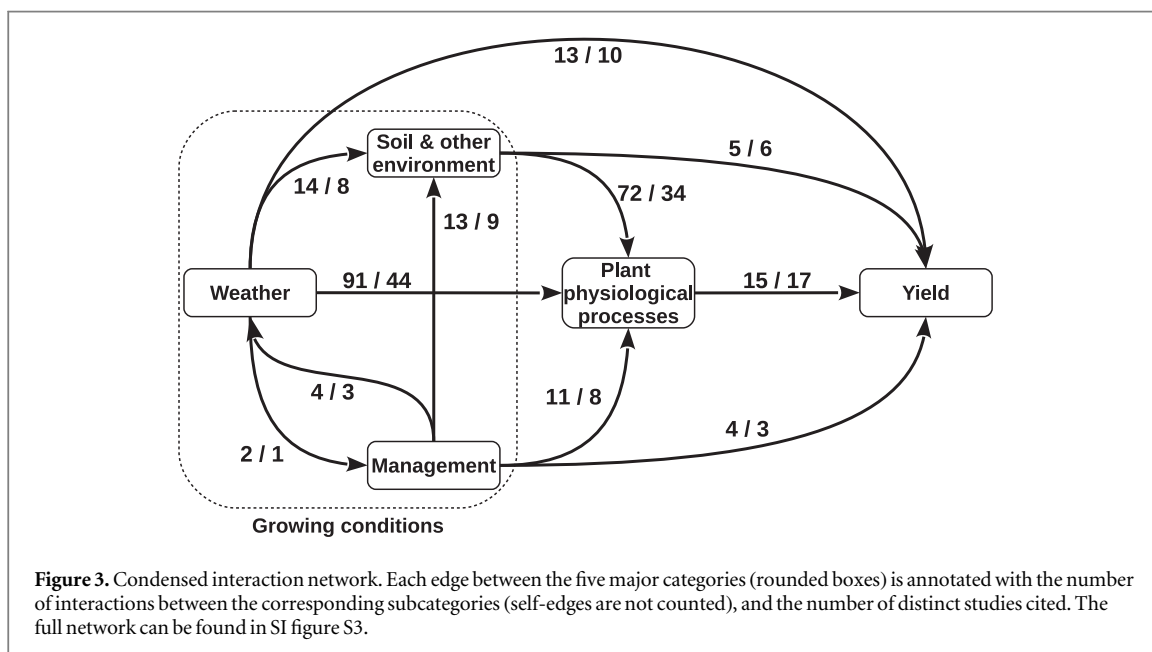 13 / 10
Soil & other
environment
5 / 6
14 / 8
72 / 34
13 / 9
Weather
91 / 44
Plant
physiological
processes
15 / 17
Yield
4 / 3
11 / 8
2 / 1
Management
4 / 3
Growing conditions
Figure 3. Condensed interaction network. Each edge between the five major categories (rounded boxes) is annotated with the number
of interactions between the corresponding subcategories (self-edges are not counted), and the number of distinct studies cited. The
full network can be found in SI figure S3.